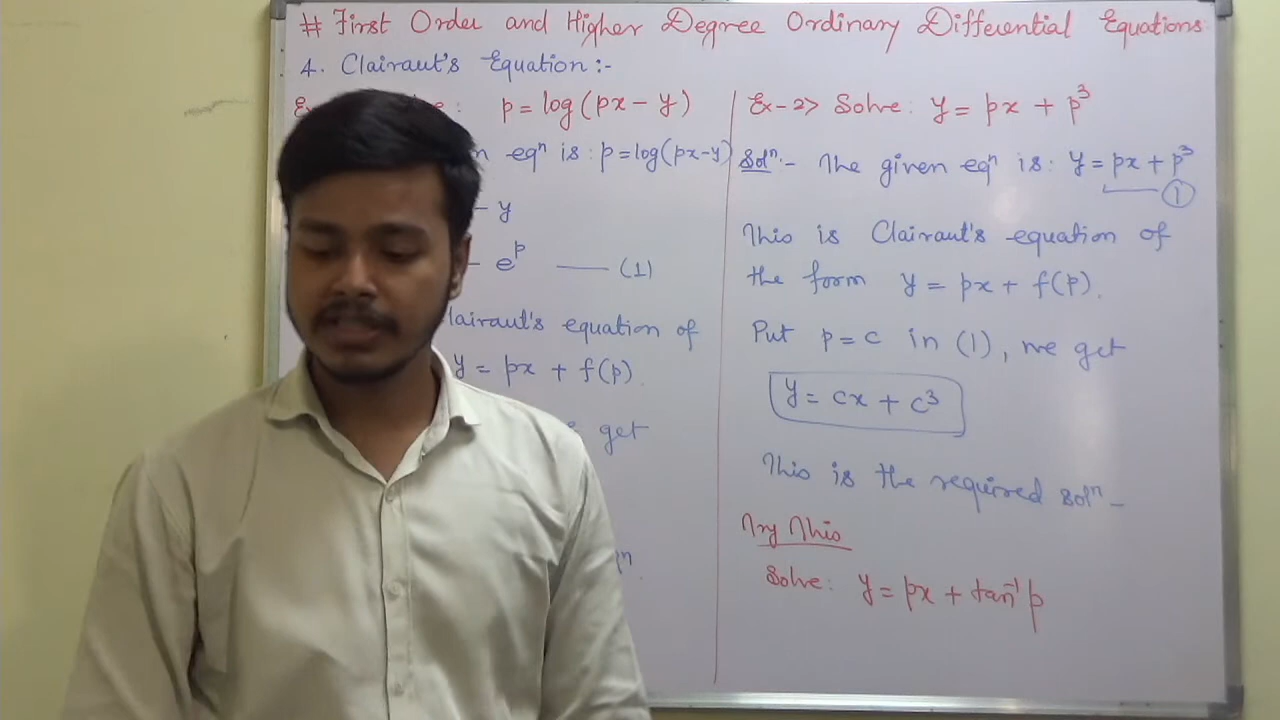 # First Order and Higher Degree Ordinary Differential Equations
4. Clairaut's Equation:-
p = log(px - y)
eqⁿ is: p = log(px-y)
- y
- eᵖ —— (1)
Clairaut's equation of
y = px + f(p).
get
Ex-2> Solve: y = px + p³
Solⁿ:- The given eqⁿ is: y = px + p³
—— ①
This is Clairaut's equation of
the form y = px + f(p).
Put p = c in (1), we get
y = cx + c³
This is the required solⁿ-
Try This
Solve: y = px + tan⁻¹ p